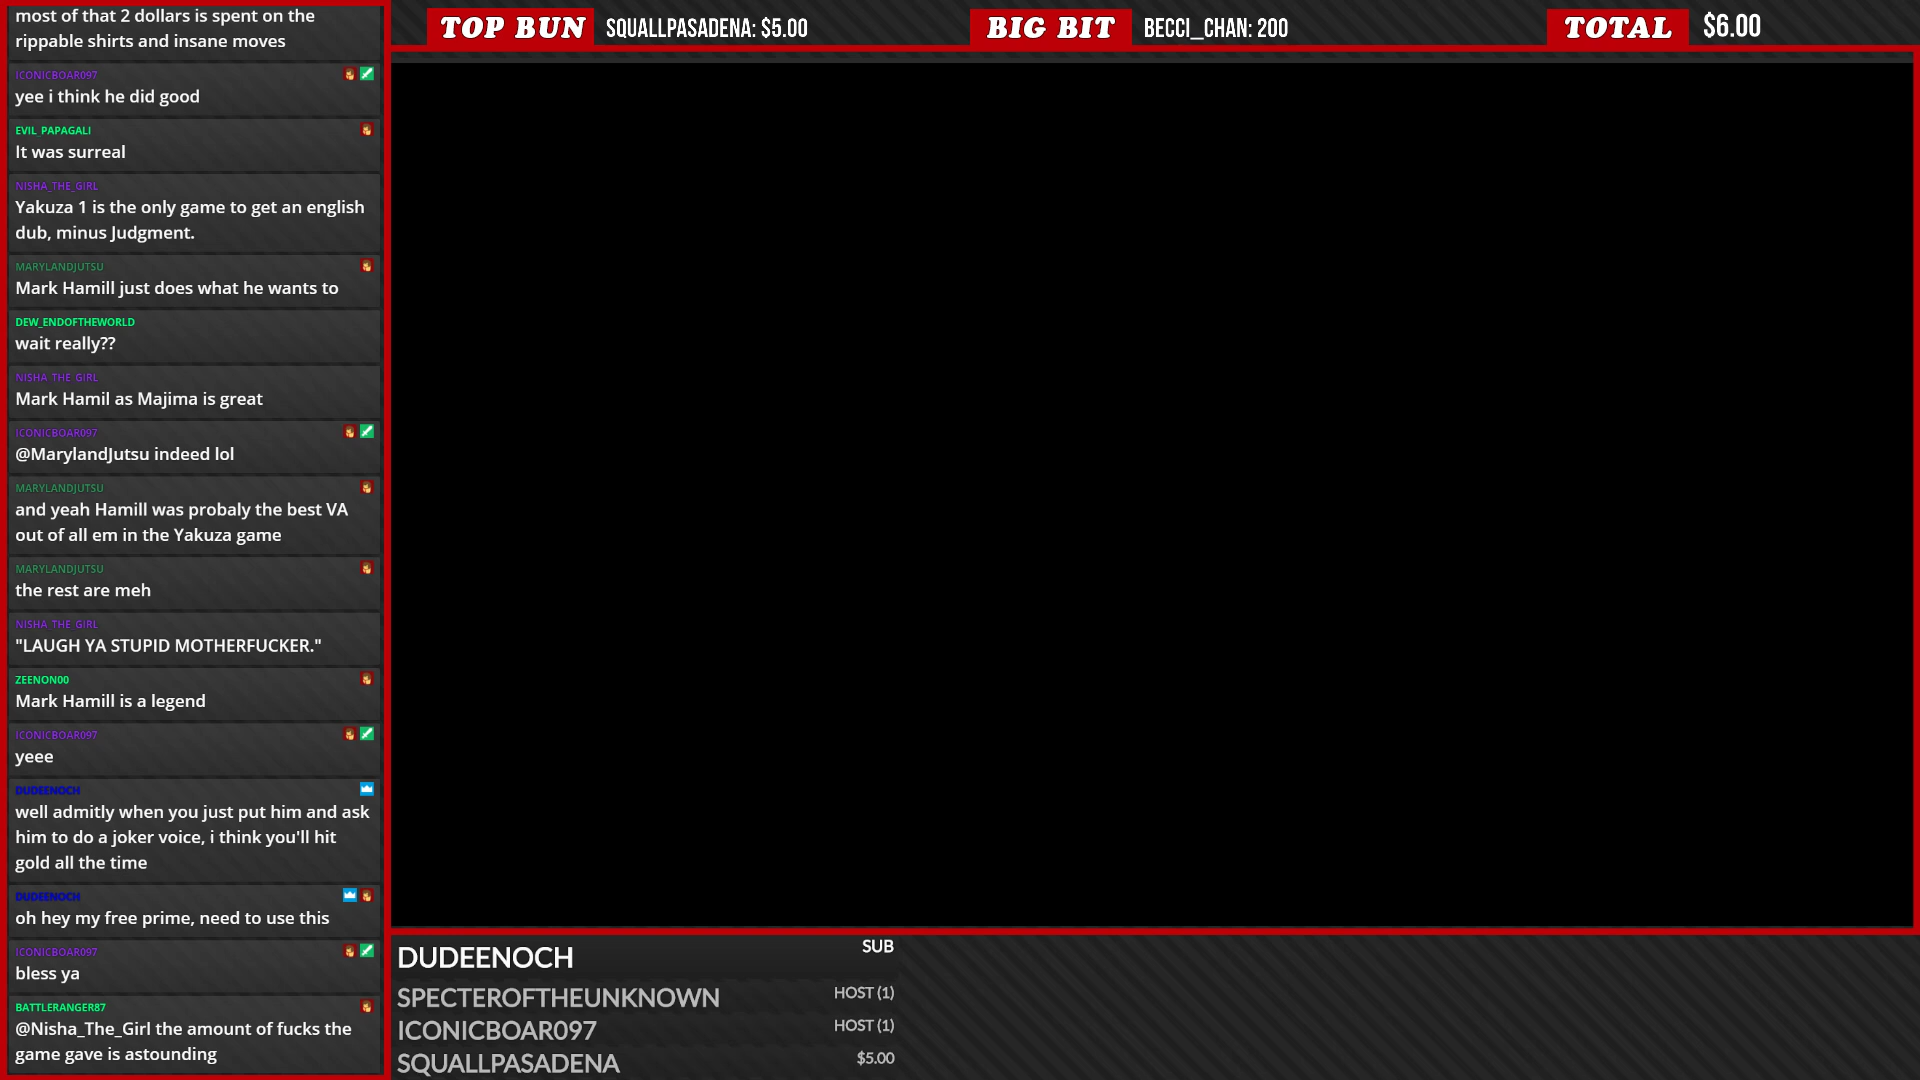 TOP BUN SQUALLPASADENA: $5.00 BIG BIT BECCI_CHAN: 200 TOTAL $6.00
most of that 2 dollars is spent on the
rippable shirts and insane moves
ICONICBOAR097
yee i think he did good
EVIL_PAPAGALI
It was surreal
NISHA_THE_GIRL
Yakuza 1 is the only game to get an english
dub, minus Judgment.
MARYLANDJUTSU
Mark Hamill just does what he wants to
DEW_ENDOFTHEWORLD
wait really??
NISHA_THE_GIRL
Mark Hamil as Majima is great
ICONICBOAR097
@MarylandJutsu indeed lol
MARYLANDJUTSU
and yeah Hamill was probaly the best VA
out of all em in the Yakuza game
MARYLANDJUTSU
the rest are meh
NISHA_THE_GIRL
"LAUGH YA STUPID MOTHERFUCKER."
ZEENON00
Mark Hamill is a legend
ICONICBOAR097
yeee
DUDEENOCH
well admitly when you just put him and ask
him to do a joker voice, i think you'll hit
gold all the time
DUDEENOCH
oh hey my free prime, need to use this
ICONICBOAR097
bless ya
BATTLERANGER87
@Nisha_The_Girl the amount of fucks the
game gave is astounding
DUDEENOCH SUB
SPECTEROFTHEUNKNOWN HOST (1)
ICONICBOAR097 HOST (1)
SQUALLPASADENA $5.00